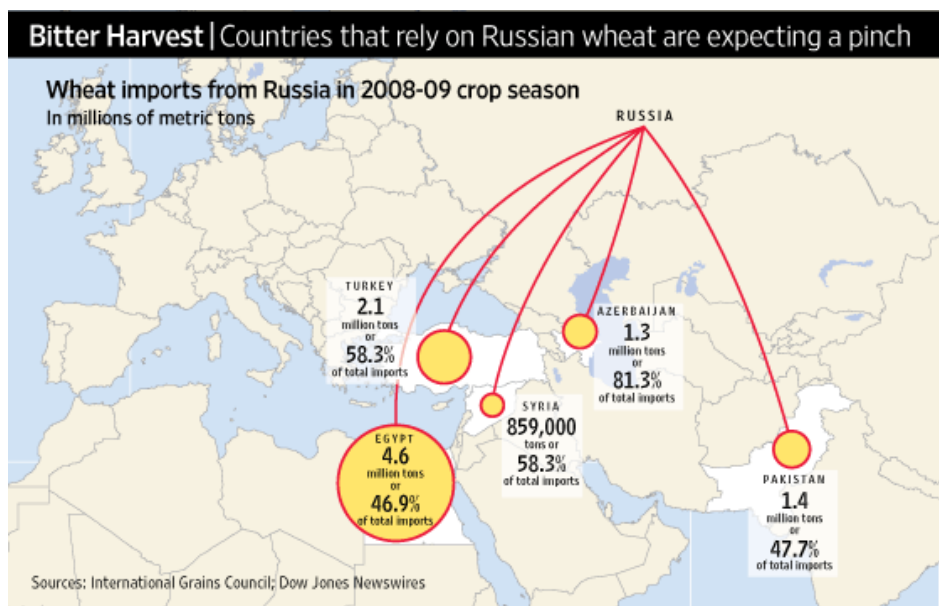 Bitter Harvest | Countries that rely on Russian wheat are expecting a pinch
Wheat imports from Russia in 2008-09 crop season
In millions of metric tons
RUSSIA
TURKEY
2.1
million tons
or
58.3%
of total imports
AZERBAIJAN
1.3
million tons
or
81.3%
of total imports
SYRIA
859,000
tons or
58.3%
of total imports
EGYPT
4.6
million tons
or
46.9%
of total imports
PAKISTAN
1.4
million tons
or
47.7%
of total imports
Sources: International Grains Council; Dow Jones Newswires